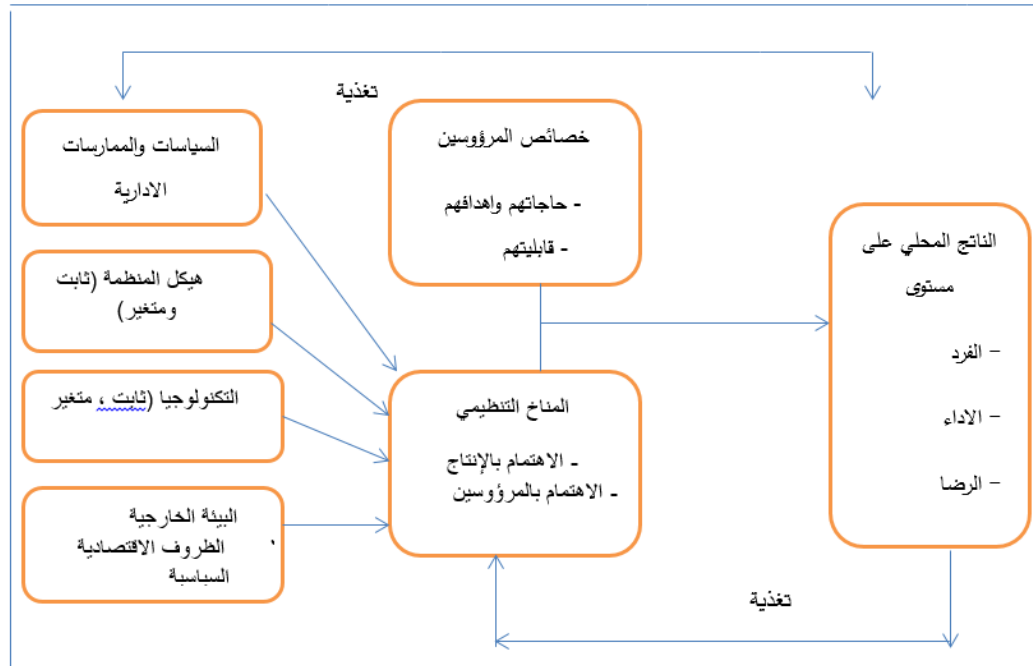 تغذية
السياسات والممارسات
الادارية
خصائص المرؤوسين
- حاجاتهم واهدافهم
- قابليتهم
هيكل المنظمة (ثابت
ومتغير)
التكنولوجيا (ثابت ، متغير
البيئة الخارجية
الظروف الاقتصادية
السياسبة
المناخ التنظيمي
- الاهتمام بالإنتاج
- الاهتمام بالمرؤوسين
الناتج المحلي على
مستوى
– الفرد
– الاداء
– الرضا
تغذية